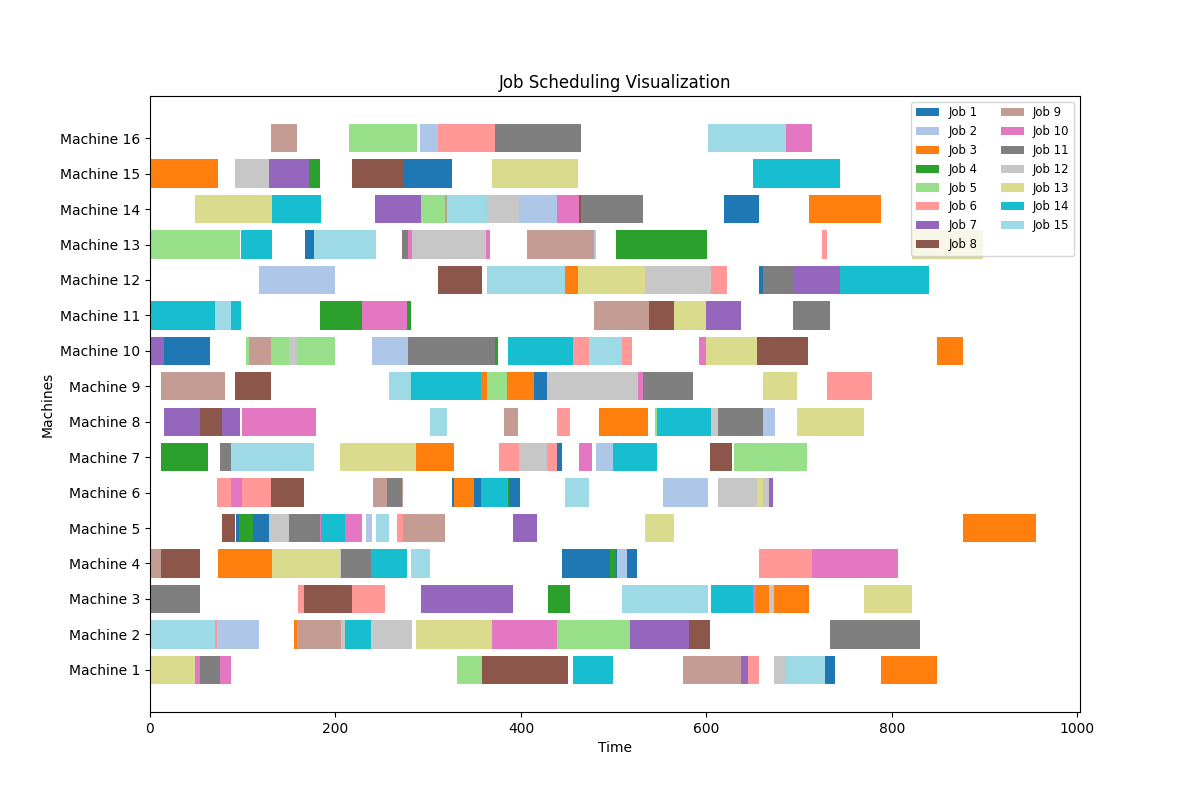 Job Scheduling Visualization
Machines
Machine 16
Machine 15
Machine 14
Machine 13
Machine 12
Machine 11
Machine 10
Machine 9
Machine 8
Machine 7
Machine 6
Machine 5
Machine 4
Machine 3
Machine 2
Machine 1
Job 1
Job 2
Job 3
Job 4
Job 5
Job 6
Job 7
Job 8
Job 9
Job 10
Job 11
Job 12
Job 13
Job 14
Job 15
0 200 400 600 800 1000
Time